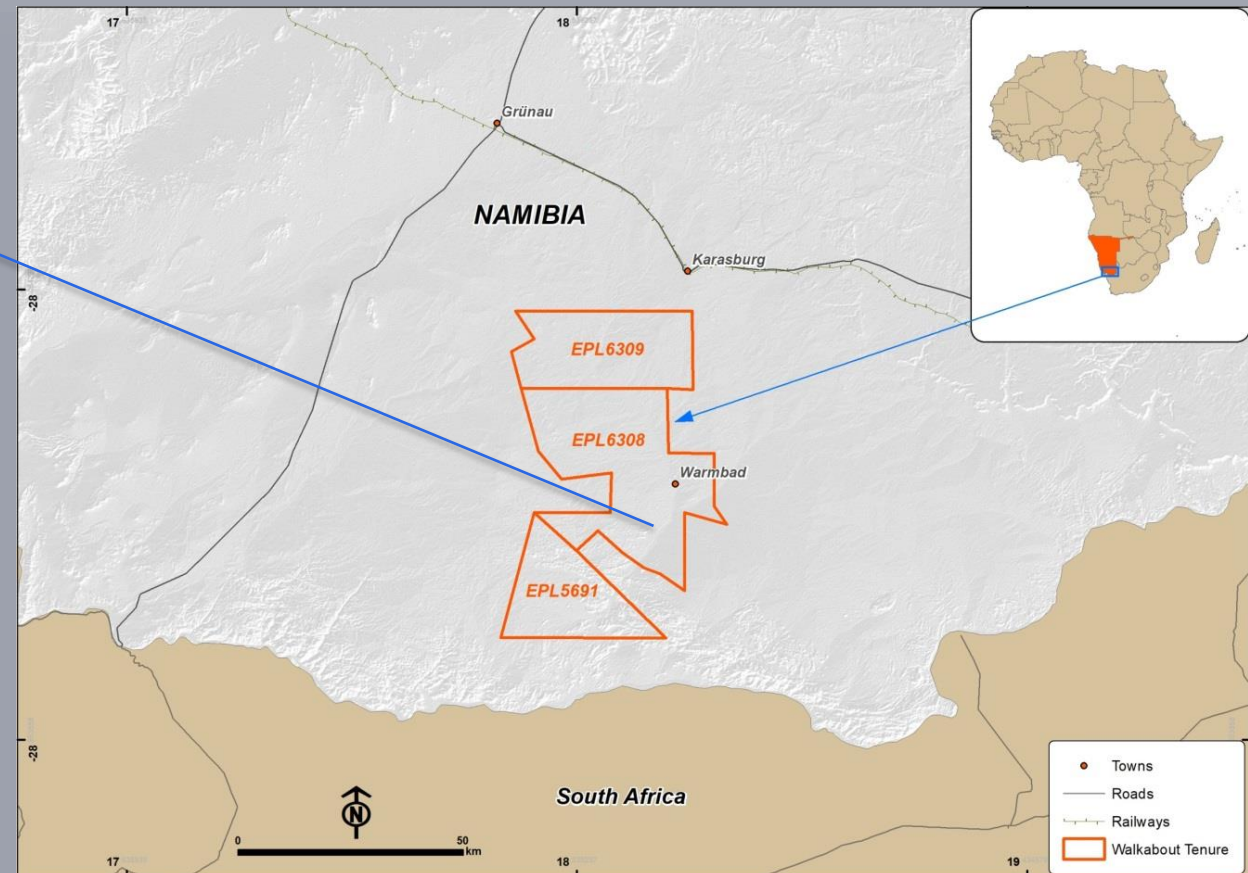 17
18
Grünau
NAMIBIA
Karasburg
-28
EPL6309
EPL6308
Warmbad
EPL5691
-28
South Africa
N
0
50
km
17
18
19
Towns
Roads
Railways
Walkabout Tenure